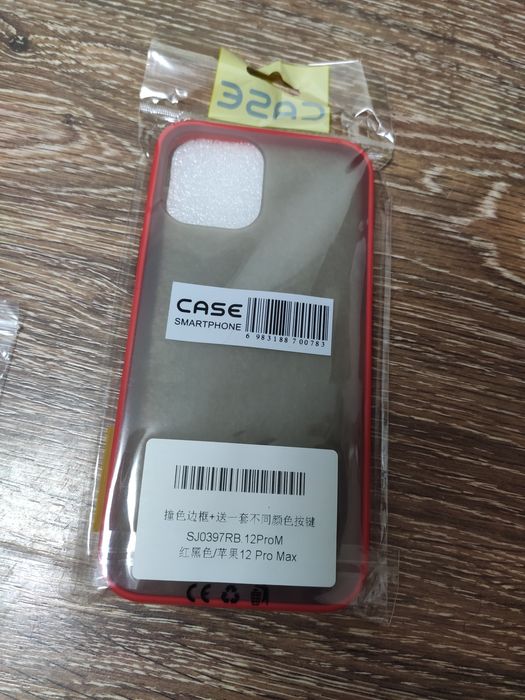 CASE
CASE
SMARTPHONE
6 983188 700783
撞色边框+送一套不同颜色按键
SJ0397RB.12ProM
红黑色/苹果12 Pro Max
CE